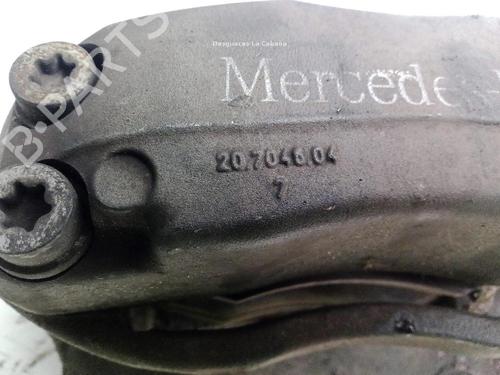 Desguaces La Cabaña
Mercede
20.7046.04
7
B-PARTS